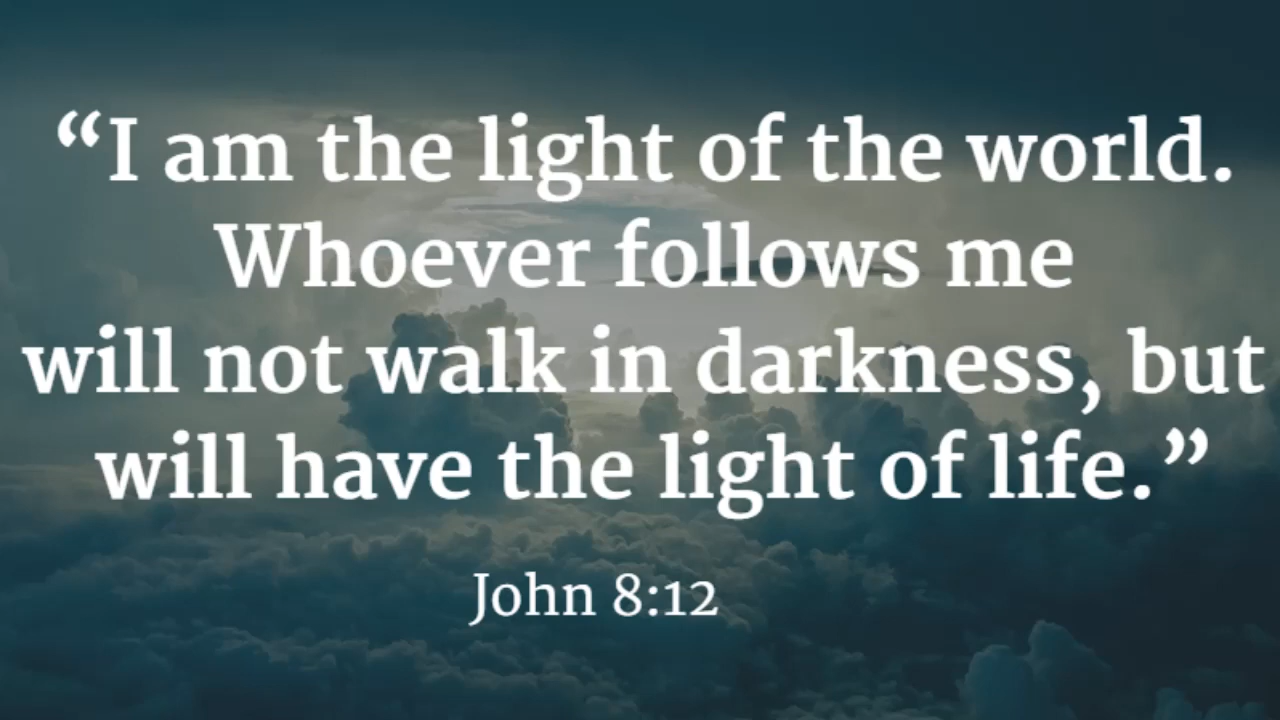 “I am the light of the world.
Whoever follows me
will not walk in darkness, but
will have the light of life.”
John 8:12